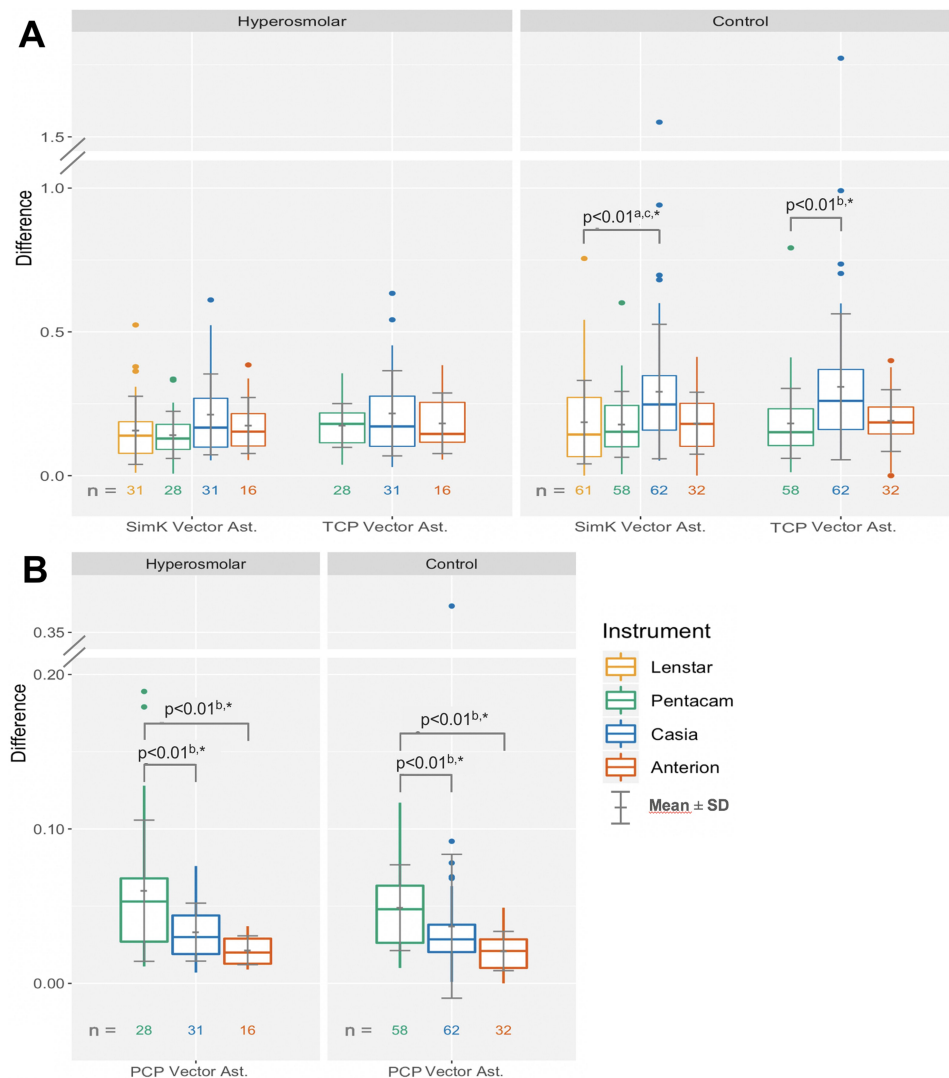 A
Hyperosmolar
Control
Difference
1.5
1.0
0.5
0.0
p<0.01a,c,*
p<0.01b,*
n = 31 28 31 16 28 31 16
61 58 62 32 58 62 32
SimK Vector Ast. TCP Vector Ast.
SimK Vector Ast. TCP Vector Ast.
B
Hyperosmolar
Control
Difference
0.35
0.20
0.10
0.00
p<0.01b,*
p<0.01b,*
p<0.01b,*
p<0.01b,*
n = 28 31 16
n = 58 62 32
PCP Vector Ast.
PCP Vector Ast.
Instrument
Lenstar
Pentacam
Casia
Anterion
Mean ± SD